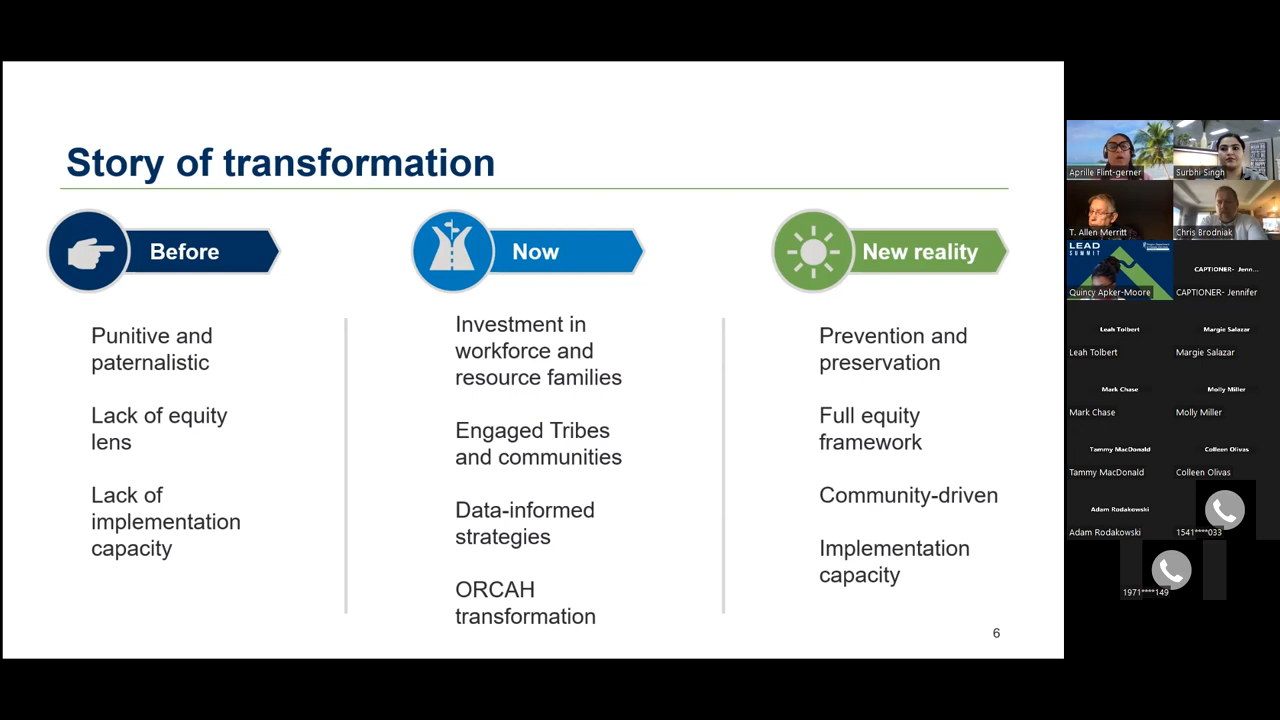 Story of transformation
Before
Punitive and
paternalistic
Lack of equity
lens
Lack of
implementation
capacity
Now
Investment in
workforce and
resource families
Engaged Tribes
and communities
Data-informed
strategies
ORCAH
transformation
New reality
Prevention and
preservation
Full equity
framework
Community-driven
Implementation
capacity
6
Aprille Flint-gerner
Surbhi Singh
T. Allen Merritt
Chris Brodniak
LEAD
SUMMIT
Quincy Apker-Moore
CAPTIONER- Jenn...
CAPTIONER- Jennifer
Leah Tolbert
Leah Tolbert
Margie Salazar
Margie Salazar
Mark Chase
Mark Chase
Molly Miller
Molly Miller
Tammy MacDonald
Tammy MacDonald
Colleen Olivas
Colleen Olivas
Adam Rodakowski
Adam Rodakowski
1541****033
1971****149